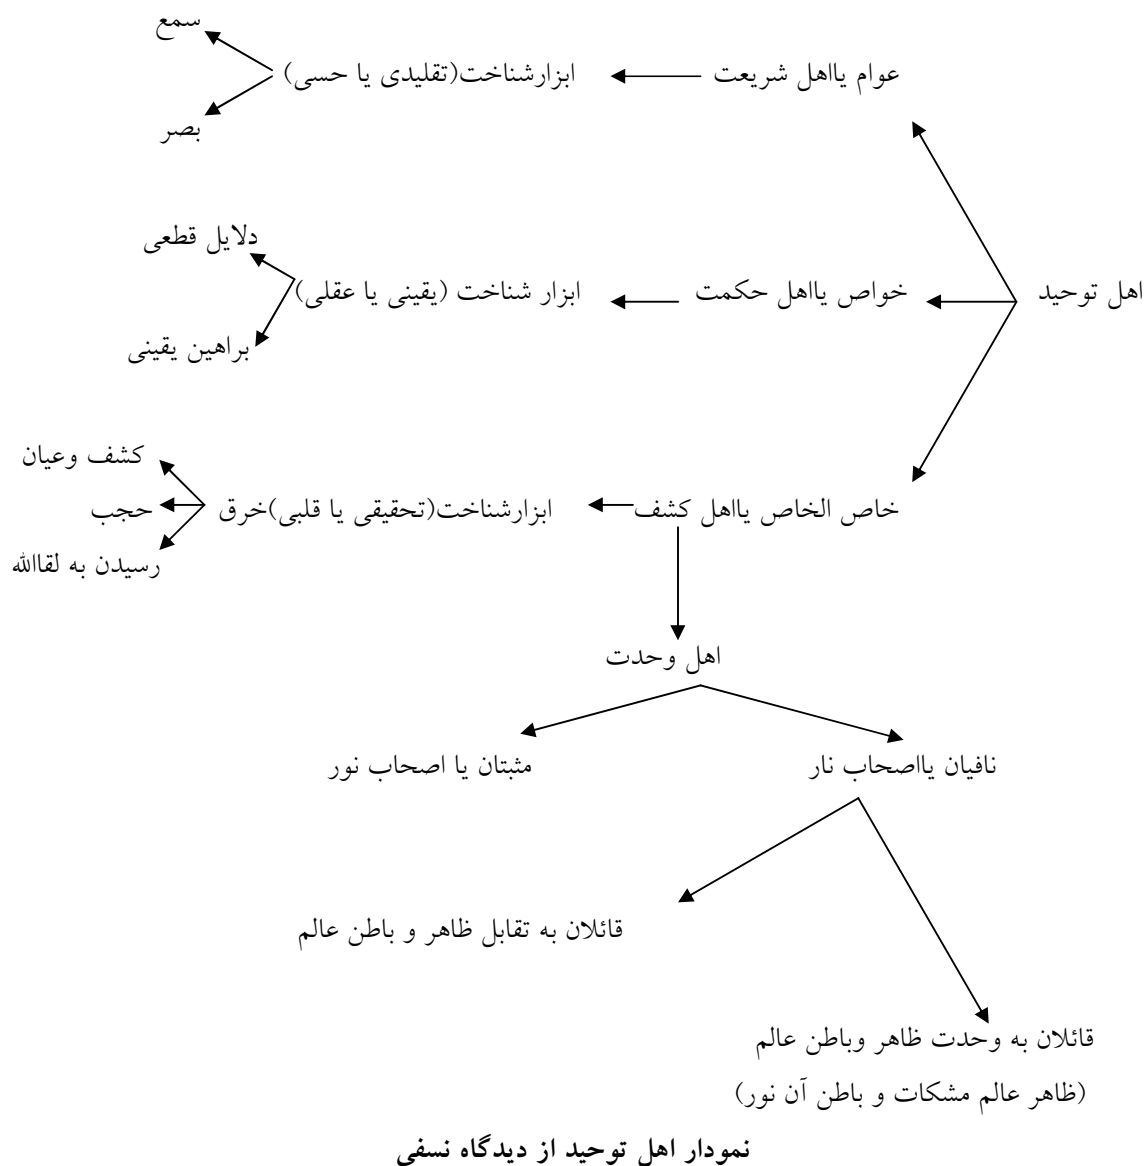 سمع
عوام یااهل شریعت
ابزارشناخت(تقلیدی یا حسی)
بصر
دلایل قطعی
اهل توحید
خواص یااهل حکمت
ابزار شناخت (یقینی یا عقلی)
براهین یقینی
کشف وعیان
خاص الخاص یااهل کشف
ابزارشناخت(تحقیقی یا قلبی)خرق
حجب
رسیدن به لقاالله
اهل وحدت
نافیان یااصحاب نار
مثبتان یا اصحاب نور
قائلان به تقابل ظاهر و باطن عالم
قائلان به وحدت ظاهر وباطن عالم
(ظاهر عالم مشکات و باطن آن نور)
نمودار اهل توحید از دیدگاه نسفی